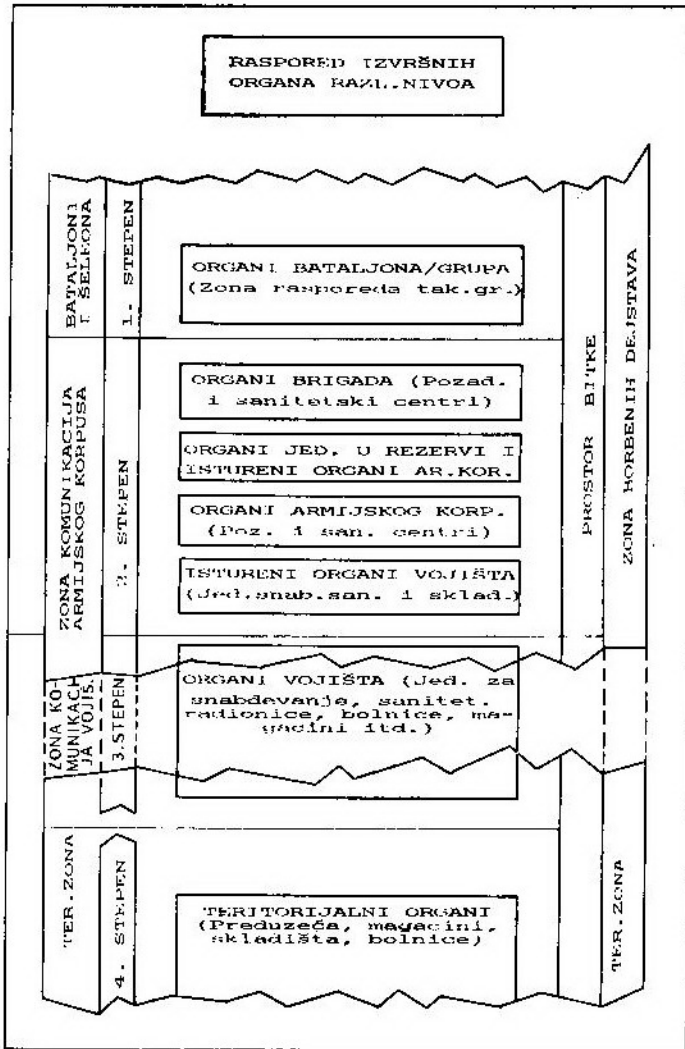 RASPORED IZVRŠNIH
ORGANA RAZL.NIVOA
BATALJONI
I ŠELEONA
1. STEPEN
ORGANI BATALJONA/GRUPA
(Zona rasporeda tak.gr.)
ZONA KOMUNIKACIJA
ARMIJSKOG KORPUSA
2. STEPEN
ORGANI BRIGADA (Pozad.
i sanitetski centri)
ORGANI JED. U REZERVI I
ISTURENI ORGANI AR.KOR.
ORGANI ARMIJSKOG KORP.
(Poz. i san. centri)
ISTURENI ORGANI VOJIŠTA
(Jed.snab.san. i sklad.)
PROSTOR BITKE
ZONA BORBENIH DEJSTAVA
ZONA KO-
MUNIKACI-
JA VOJIŠ.
3.STEPEN
ORGANI VOJIŠTA (Jed. za
snabdevanje, sanitet.
radionice, bolnice, ma-
gacini itd.)
TER.ZONA
4. STEPEN
TERITORIJALNI ORGANI
(Preduzeća, magacini,
skladišta, bolnice)
TER.ZONA